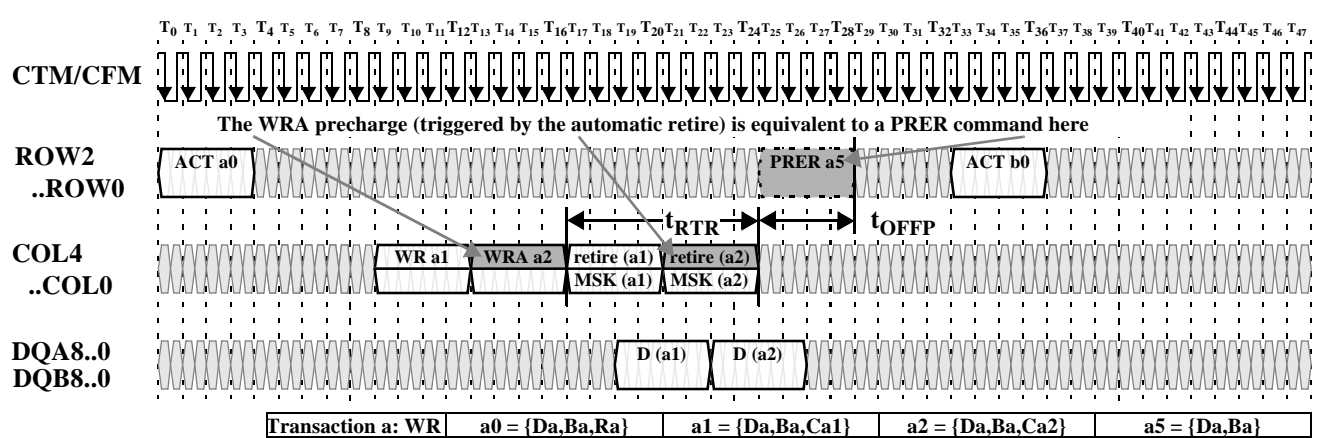 T0 T1 T2 T3 T4 T5 T6 T7 T8 T9 T10 T11 T12 T13 T14 T15 T16 T17 T18 T19 T20 T21 T22 T23 T24 T25 T26 T27 T28 T29 T30 T31 T32 T33 T34 T35 T36 T37 T38 T39 T40 T41 T42 T43 T44 T45 T46 T47
CTM/CFM
The WRA precharge (triggered by the automatic retire) is equivalent to a PRER command here
ROW2
..ROW0
ACT a0
PRER a5
ACT b0
tRTR
tOFFP
COL4
..COL0
WR a1
WRA a2
retire (a1)
retire (a2)
MSK (a1)
MSK (a2)
DQA8..0
DQB8..0
D (a1)
D (a2)
Transaction a: WR
a0 = {Da,Ba,Ra}
a1 = {Da,Ba,Ca1}
a2 = {Da,Ba,Ca2}
a5 = {Da,Ba}